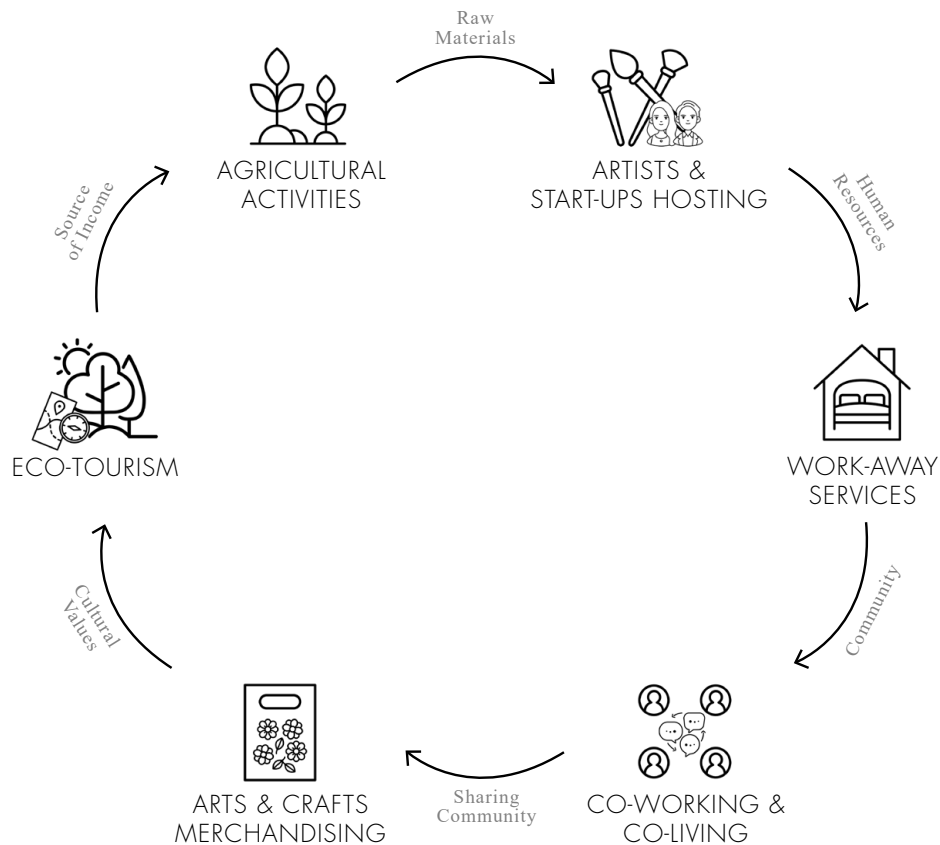 Raw
Materials
AGRICULTURAL
ACTIVITIES
ARTISTS &
START-UPS HOSTING
Source
of Income
Human
Resources
ECO-TOURISM
WORK-AWAY
SERVICES
Cultural
Values
Community
ARTS & CRAFTS
MERCHANDISING
Sharing
Community
CO-WORKING &
CO-LIVING